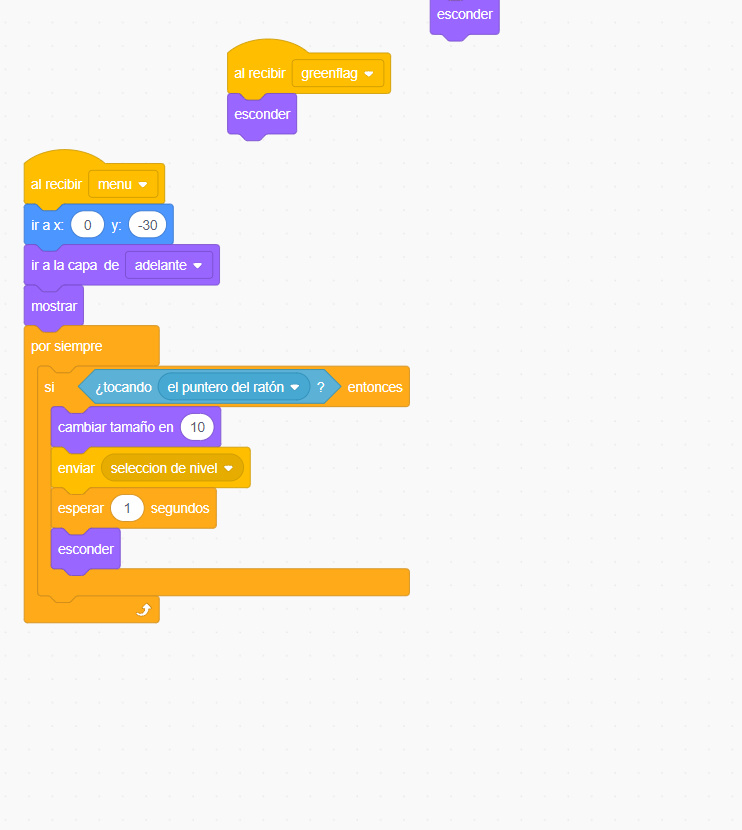 esconder
al recibir greenflag
esconder
al recibir menu
ir a x: 0 y: -30
ir a la capa de adelante
mostrar
por siempre
si ¿tocando el puntero del ratón ? entonces
cambiar tamaño en 10
enviar seleccion de nivel
esperar 1 segundos
esconder